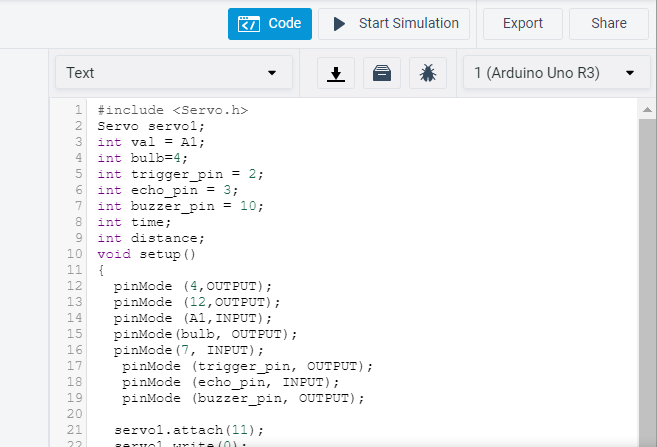 Code
Start Simulation
Export
Share
Text
1 (Arduino Uno R3)
1 #include <Servo.h>
2 Servo servo1;
3 int val = A1;
4 int bulb=4;
5 int trigger_pin = 2;
6 int echo_pin = 3;
7 int buzzer_pin = 10;
8 int time;
9 int distance;
10 void setup()
11 {
12   pinMode (4,OUTPUT);
13   pinMode (12,OUTPUT);
14   pinMode (A1,INPUT);
15   pinMode(bulb, OUTPUT);
16   pinMode(7, INPUT);
17    pinMode (trigger_pin, OUTPUT);
18    pinMode (echo_pin, INPUT);
19    pinMode (buzzer_pin, OUTPUT);
20
21   servo1.attach(11);
22   servo1.write(0);